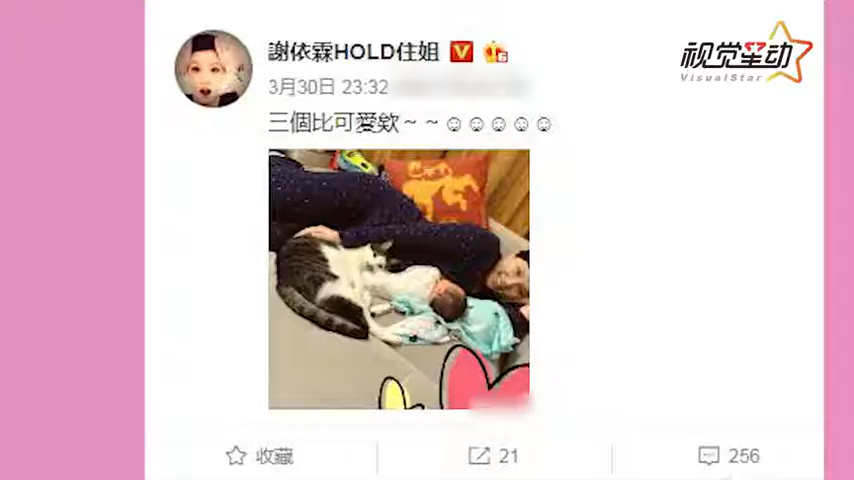 謝依霖HOLD住姐
视觉星动
VisualStar
3月30日 23:32
三個比可愛欸~~☺☺☺☺☺
收藏
21
256